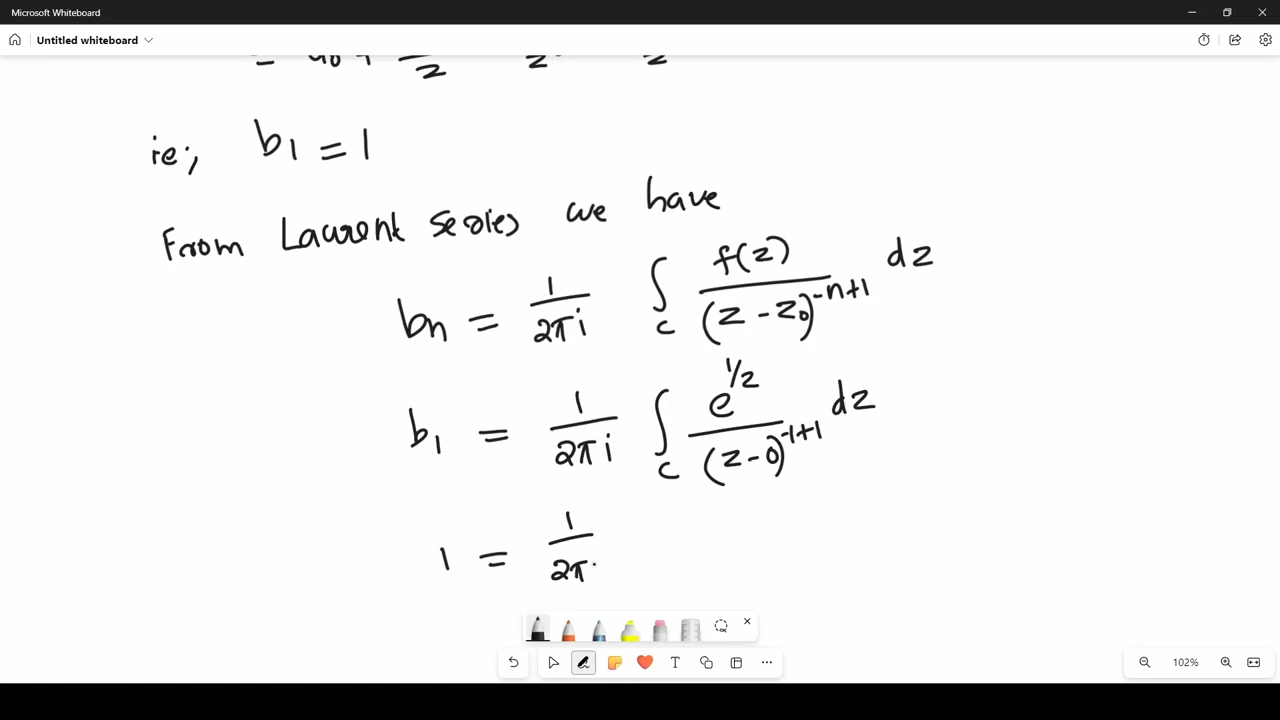 Microsoft Whiteboard
Untitled whiteboard
ie; b₁ = 1
From Laurent series we have
bn = 1/2πi ∫c f(z)/(z - z₀)^-n+1 dz
b₁ = 1/2πi ∫c e^1/z/(z - 0)^-1+1 dz
1 = 1/2π
102%